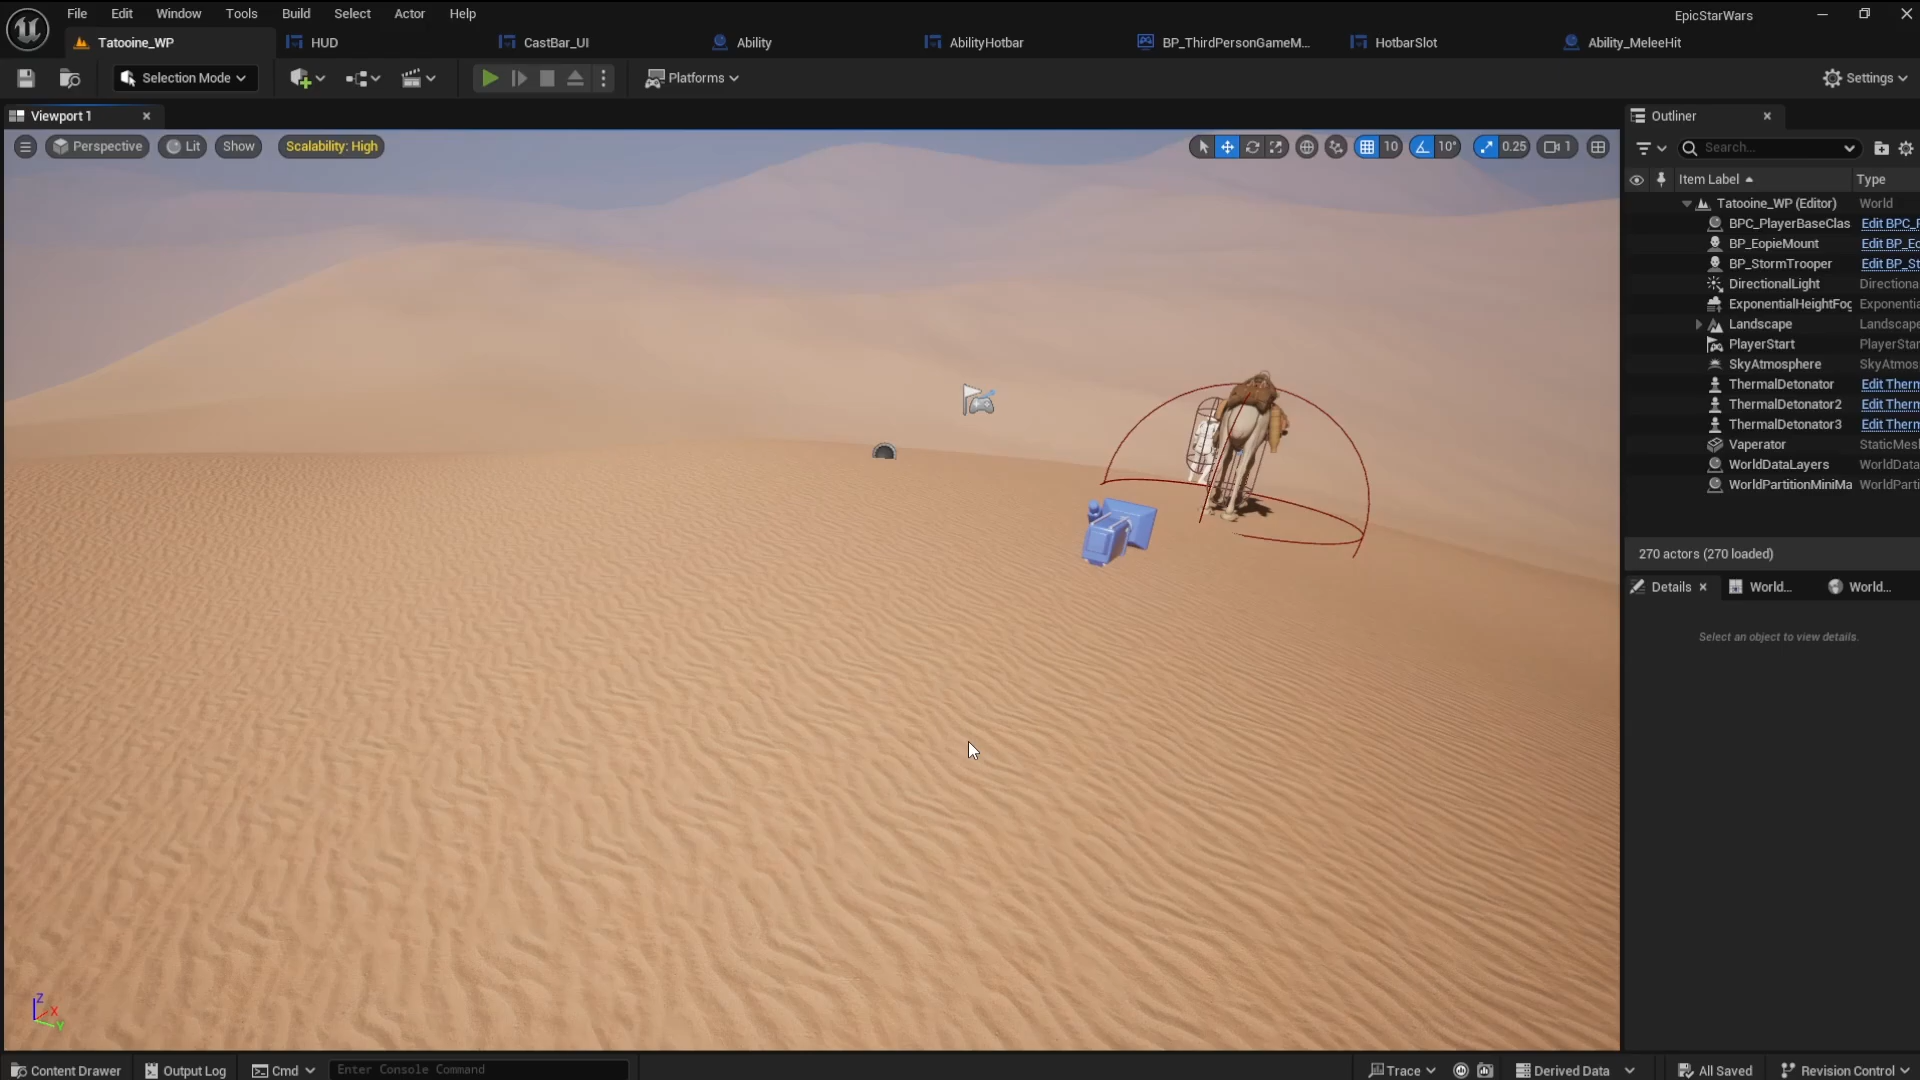 File Edit Window Tools Build Select Actor Help
EpicStarWars
Tatooine_WP HUD CastBar_UI Ability AbilityHotbar BP_ThirdPersonGameM... HotbarSlot Ability_MeleeHit
Selection Mode Platforms Settings
Viewport 1
Perspective Lit Show Scalability: High 10 10° 0.25 1
Outliner
Search...
Item Label Type
Tatooine_WP (Editor) World
BPC_PlayerBaseClas Edit BPC_F
BP_EopieMount Edit BP_Eo
BP_StormTrooper Edit BP_St
DirectionalLight Directiona
ExponentialHeightFog Exponentia
Landscape Landscape
PlayerStart PlayerStar
SkyAtmosphere SkyAtmos
ThermalDetonator Edit Therm
ThermalDetonator2 Edit Therm
ThermalDetonator3 Edit Therm
Vaperator StaticMes
WorldDataLayers WorldData
WorldPartitionMiniMa WorldParti
270 actors (270 loaded)
Details World... World...
Select an object to view details.
Z
X
Y
Content Drawer Output Log Cmd Enter Console Command Trace Derived Data All Saved Revision Control